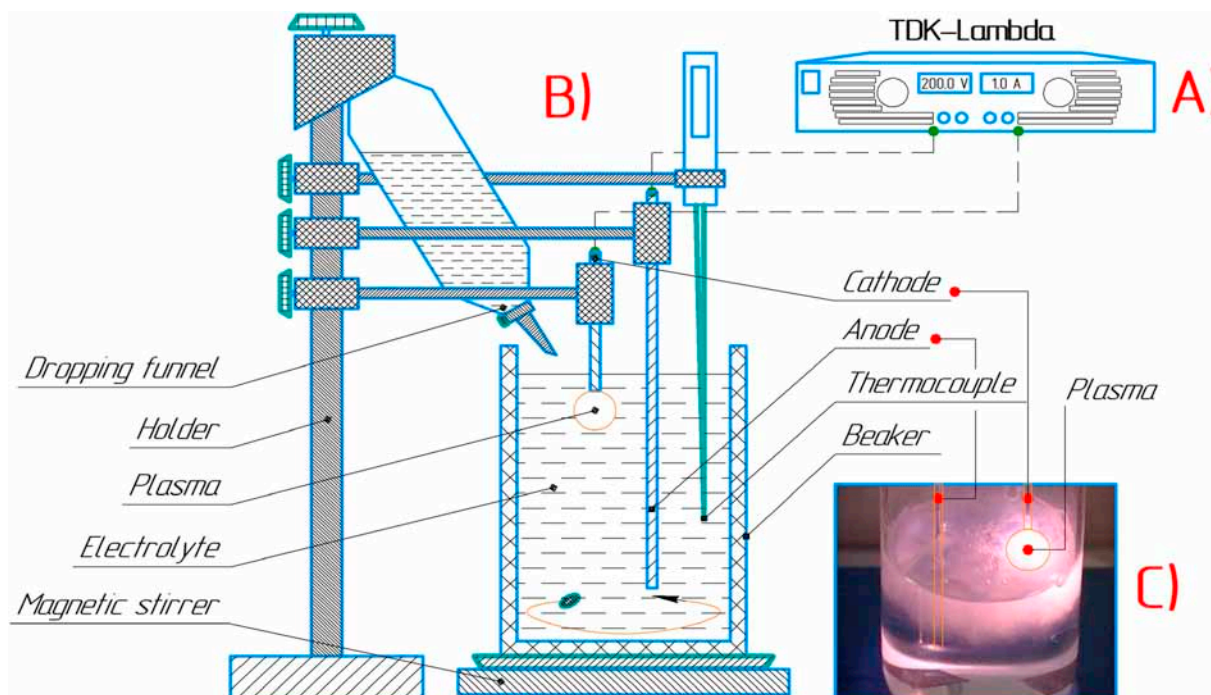 TDK-Lambda
B)
A)
200.0 V
1.0 A
Cathode
Anode
Thermocouple
Plasma
Beaker
Dropping funnel
Holder
Plasma
Electrolyte
Magnetic stirrer
C)